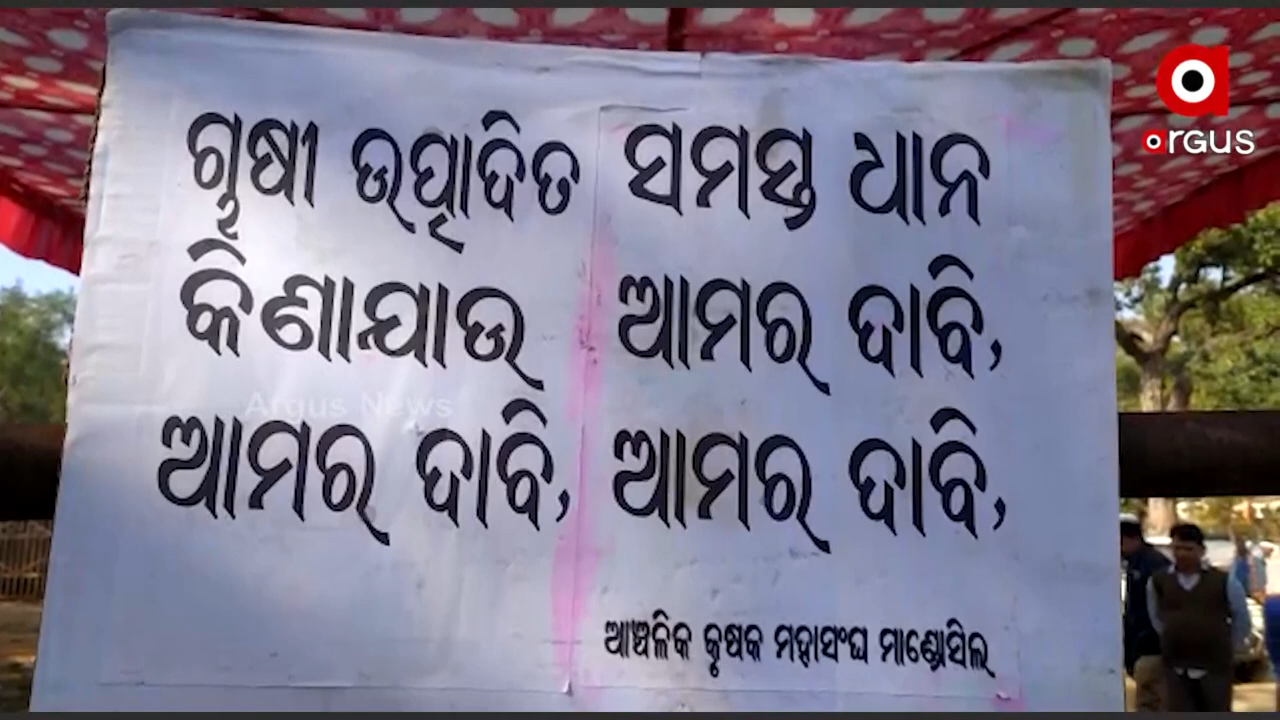 ଚାଷୀ ଉତ୍ପାଦିତ ସମସ୍ତ ଧାନ
କିଣାଯାଉ ଆମର ଦାବି,
ଆମର ଦାବି, ଆମର ଦାବି,
ଆଞ୍ଚଳିକ କୃଷକ ମହାସଂଘ ମାଣ୍ଡୋସିଲ୍
argus
Argus News